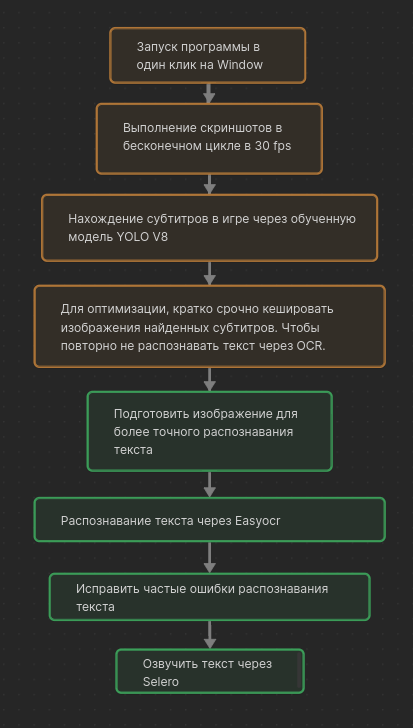 Запуск программы в
один клик на Window
Выполнение скриншотов в
бесконечном цикле в 30 fps
Нахождение субтитров в игре через обученную
модель YOLO V8
Для оптимизации, кратко срочно кешировать
изображения найденных субтитров. Чтобы
повторно не распознавать текст через OCR.
Подготовить изображение для
более точного распознавания
текста
Распознавание текста через Easyocr
Исправить частые ошибки распознавания
текста
Озвучить текст через
Selero